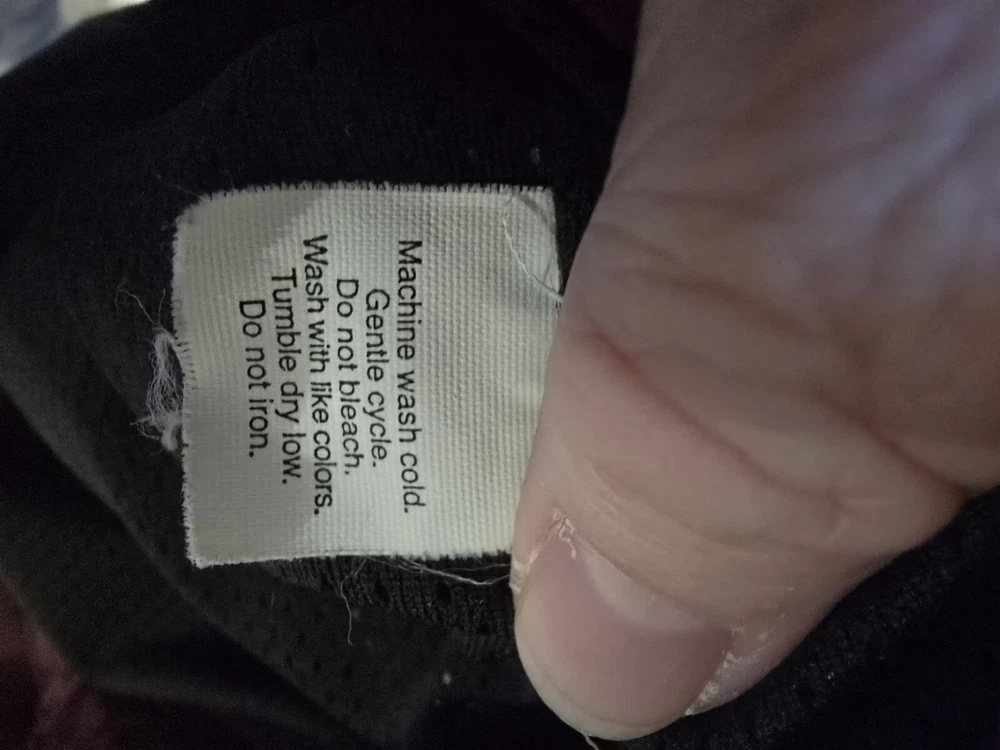 Machine wash cold.
Gentle cycle.
Do not bleach.
Wash with like colors.
Tumble dry low.
Do not iron.